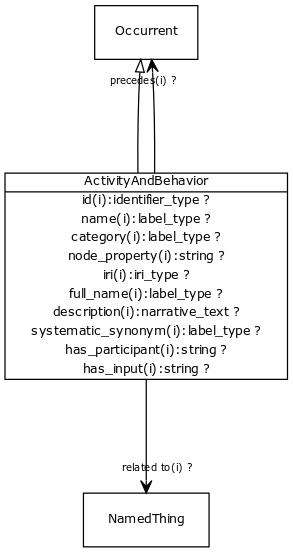 Occurrent
precedes(i) ?
ActivityAndBehavior
id(i):identifier_type ?
name(i):label_type ?
category(i):label_type ?
node_property(i):string ?
iri(i):iri_type ?
full_name(i):label_type ?
description(i):narrative_text ?
systematic_synonym(i):label_type ?
has_participant(i):string ?
has_input(i):string ?
related to(i) ?
NamedThing